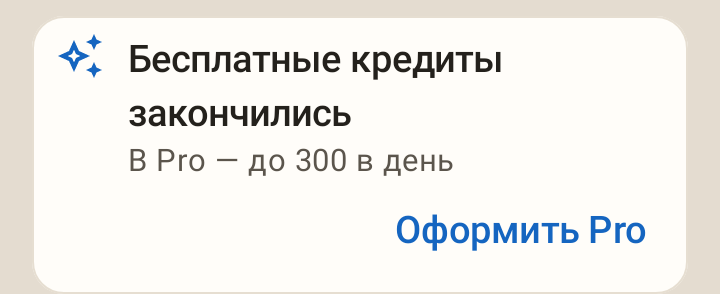 Бесплатные кредиты
закончились
В Pro — до 300 в день
Оформить Pro